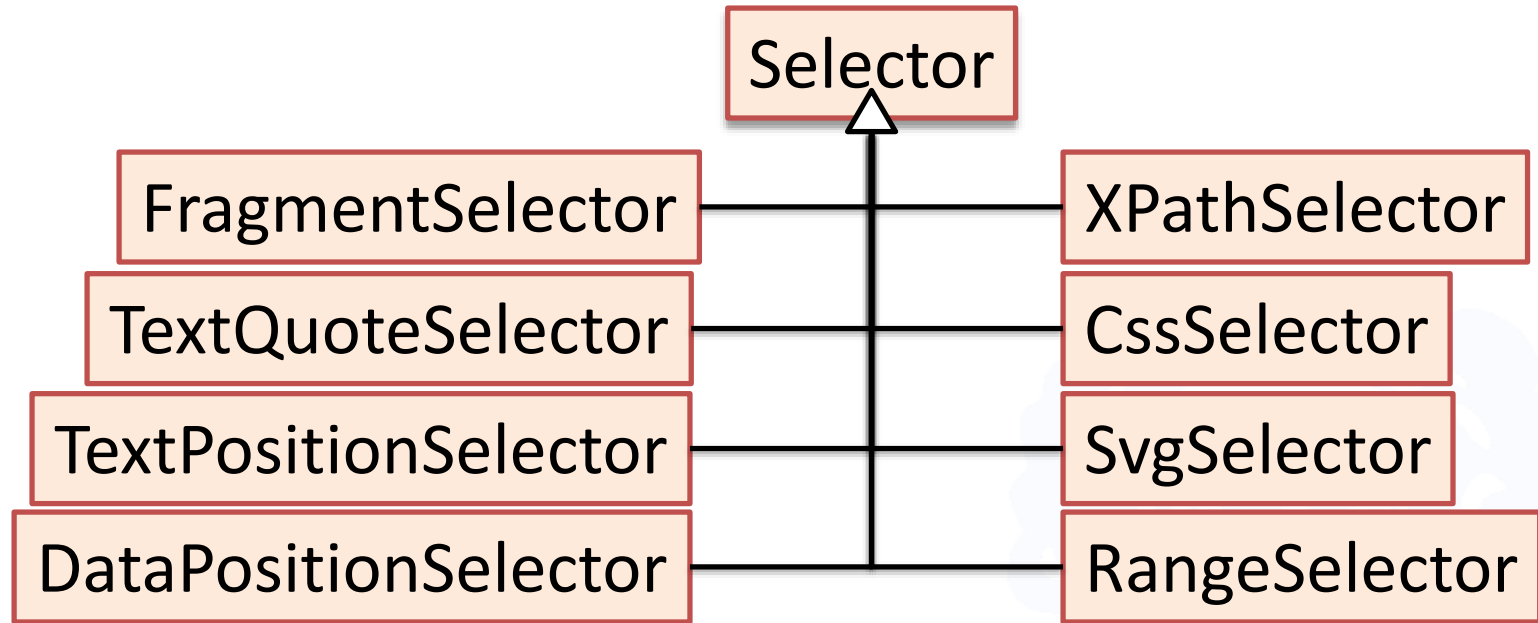 Selector
FragmentSelector
XPathSelector
TextQuoteSelector
CssSelector
TextPositionSelector
SvgSelector
DataPositionSelector
RangeSelector